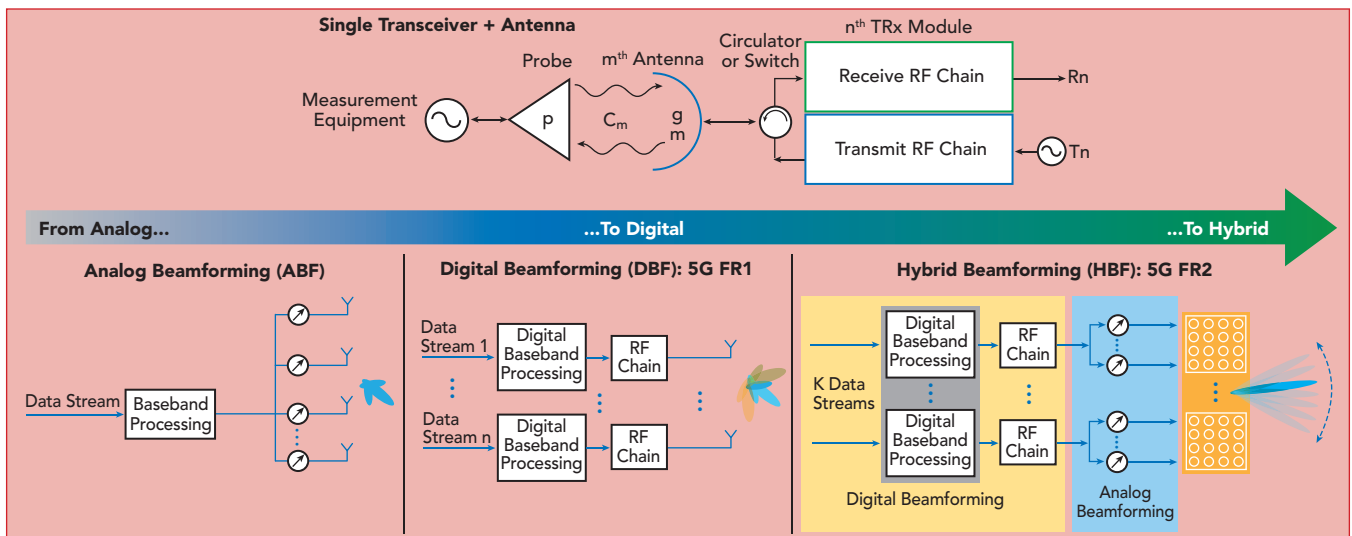 Single Transceiver + Antenna
nth TRx Module
Circulator
or Switch
Probe
mth Antenna
Receive RF Chain
Rn
Measurement
Equipment
p
Cm
g
m
Transmit RF Chain
Tn
From Analog...
...To Digital
...To Hybrid
Analog Beamforming (ABF)
Data Stream
Baseband
Processing
Digital Beamforming (DBF): 5G FR1
Data
Stream 1
Digital
Baseband
Processing
RF
Chain
Data
Stream n
Digital
Baseband
Processing
RF
Chain
Hybrid Beamforming (HBF): 5G FR2
Digital
Baseband
Processing
RF
Chain
K Data
Streams
Digital
Baseband
Processing
RF
Chain
Digital Beamforming
Analog
Beamforming